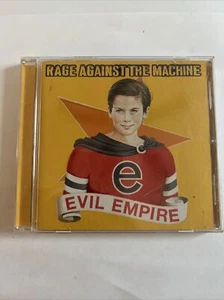 RAGE AGAINST THE MACHINE
e
EVIL EMPIRE